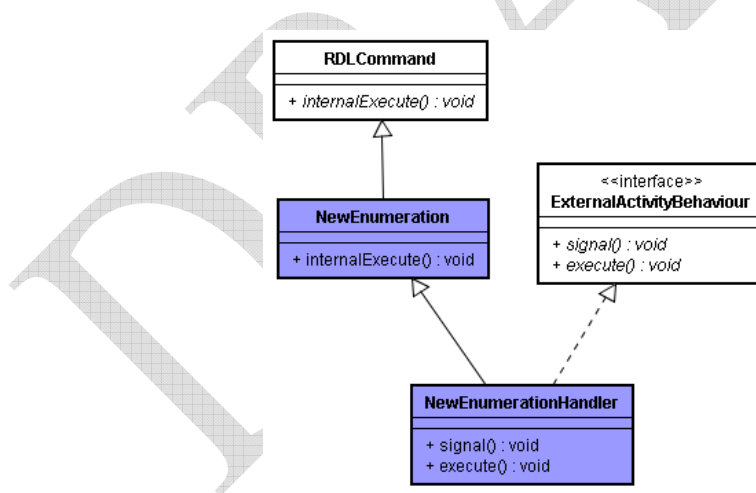 RDLCommand
+ internalExecute() : void
NewEnumeration
+ internalExecute() : void
<<interface>>
ExternalActivityBehaviour
+ signal() : void
+ execute() : void
NewEnumerationHandler
+ signal() : void
+ execute() : void